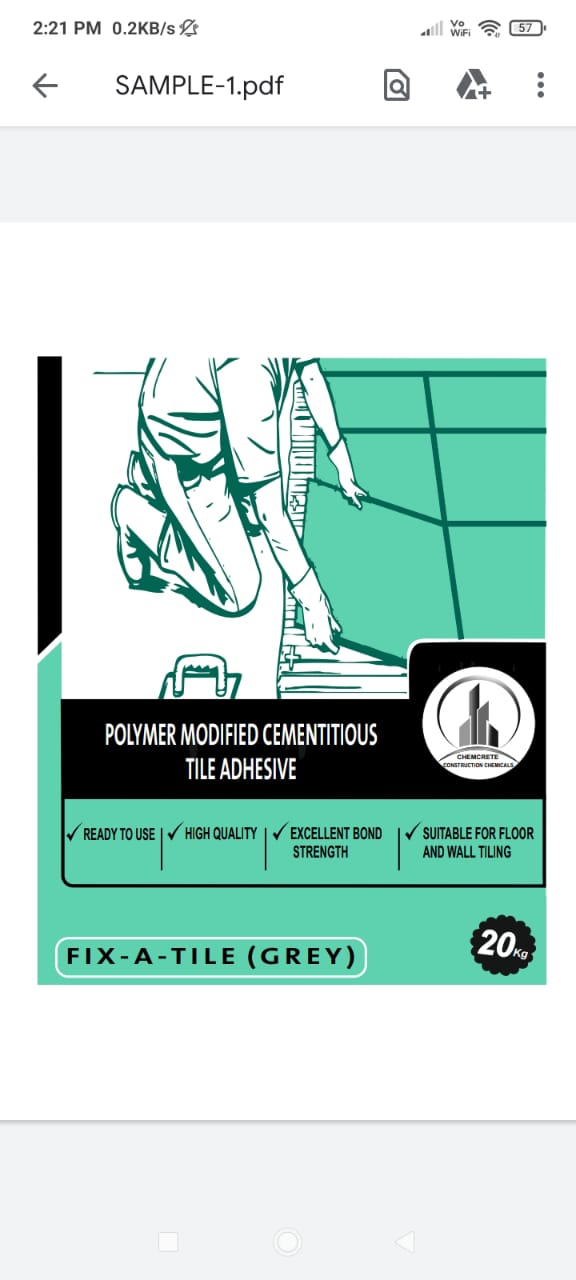 2:21 PM 0.2KB/s
Vo
WiFi
57
SAMPLE-1.pdf
POLYMER MODIFIED CEMENTITIOUS
TILE ADHESIVE
CHEMCRETE
CONSTRUCTION CHEMICALS
✓ READY TO USE | ✓ HIGH QUALITY | ✓ EXCELLENT BOND STRENGTH | ✓ SUITABLE FOR FLOOR AND WALL TILING
FIX-A-TILE (GREY)
20Kg